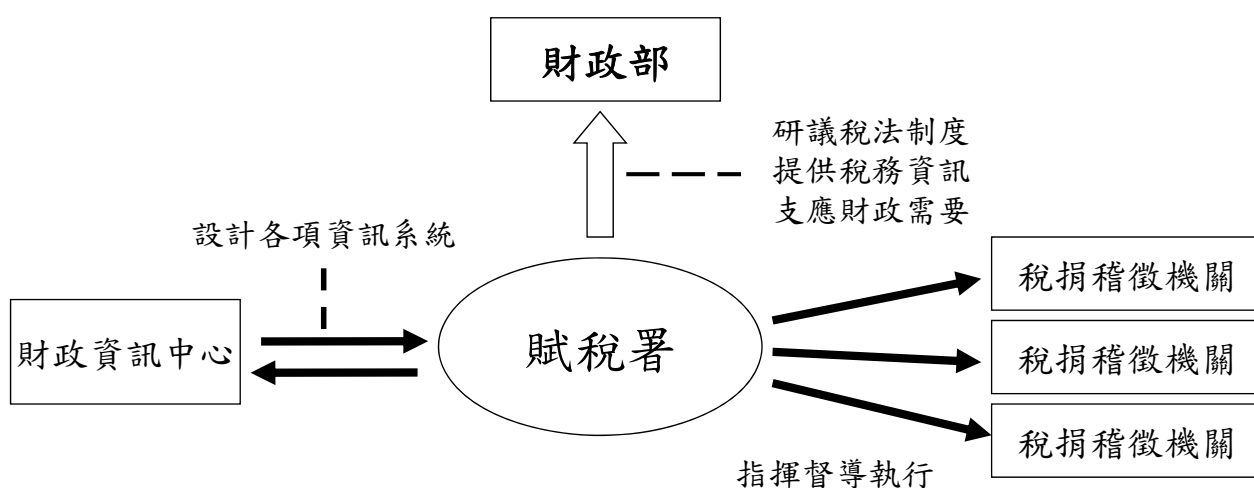 財政部
研議稅法制度
提供稅務資訊
支應財政需要
設計各項資訊系統
財政資訊中心
賦稅署
稅捐稽徵機關
稅捐稽徵機關
稅捐稽徵機關
指揮督導執行